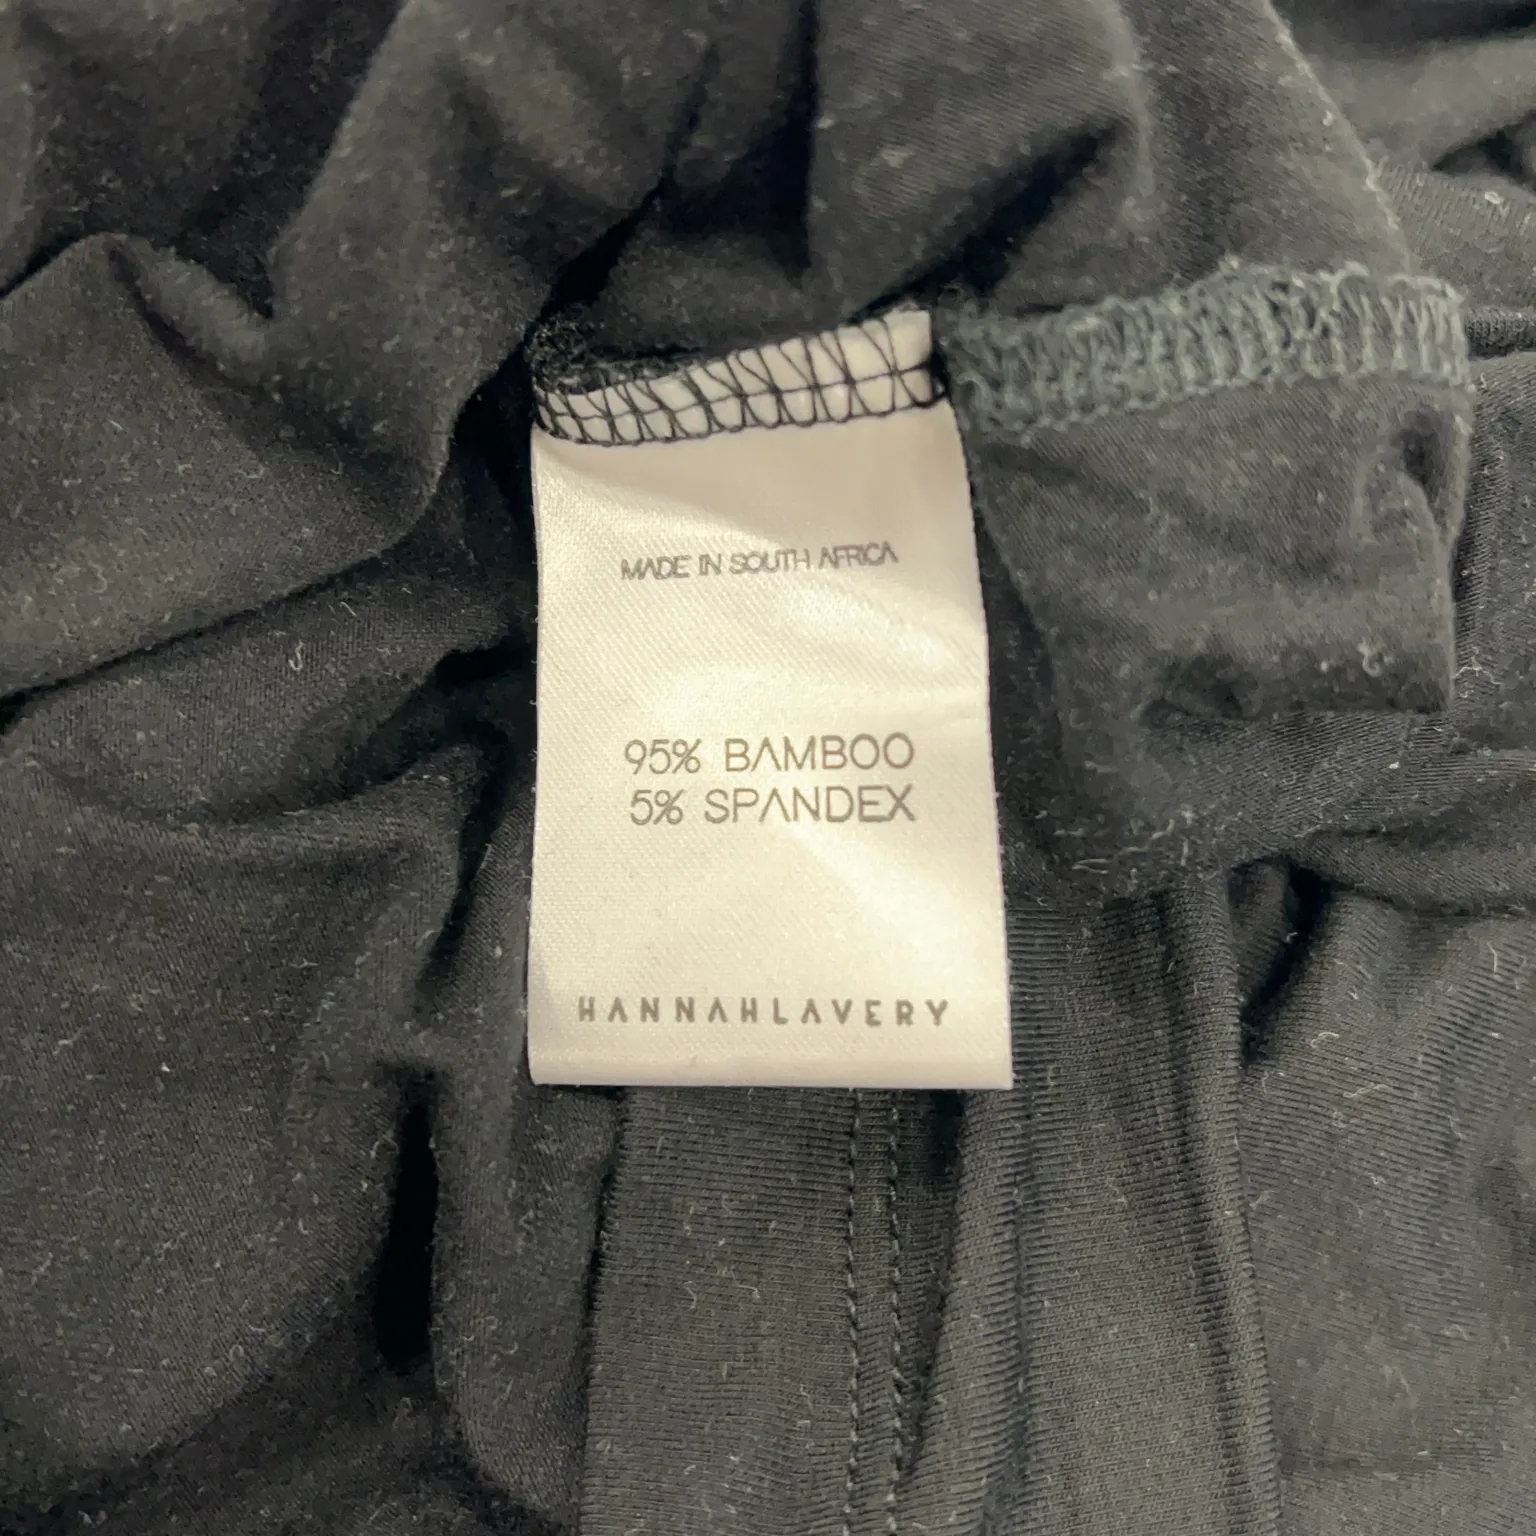 MADE IN SOUTH AFRICA
95% BAMBOO
5% SPANDEX
HANNAHLAVERY